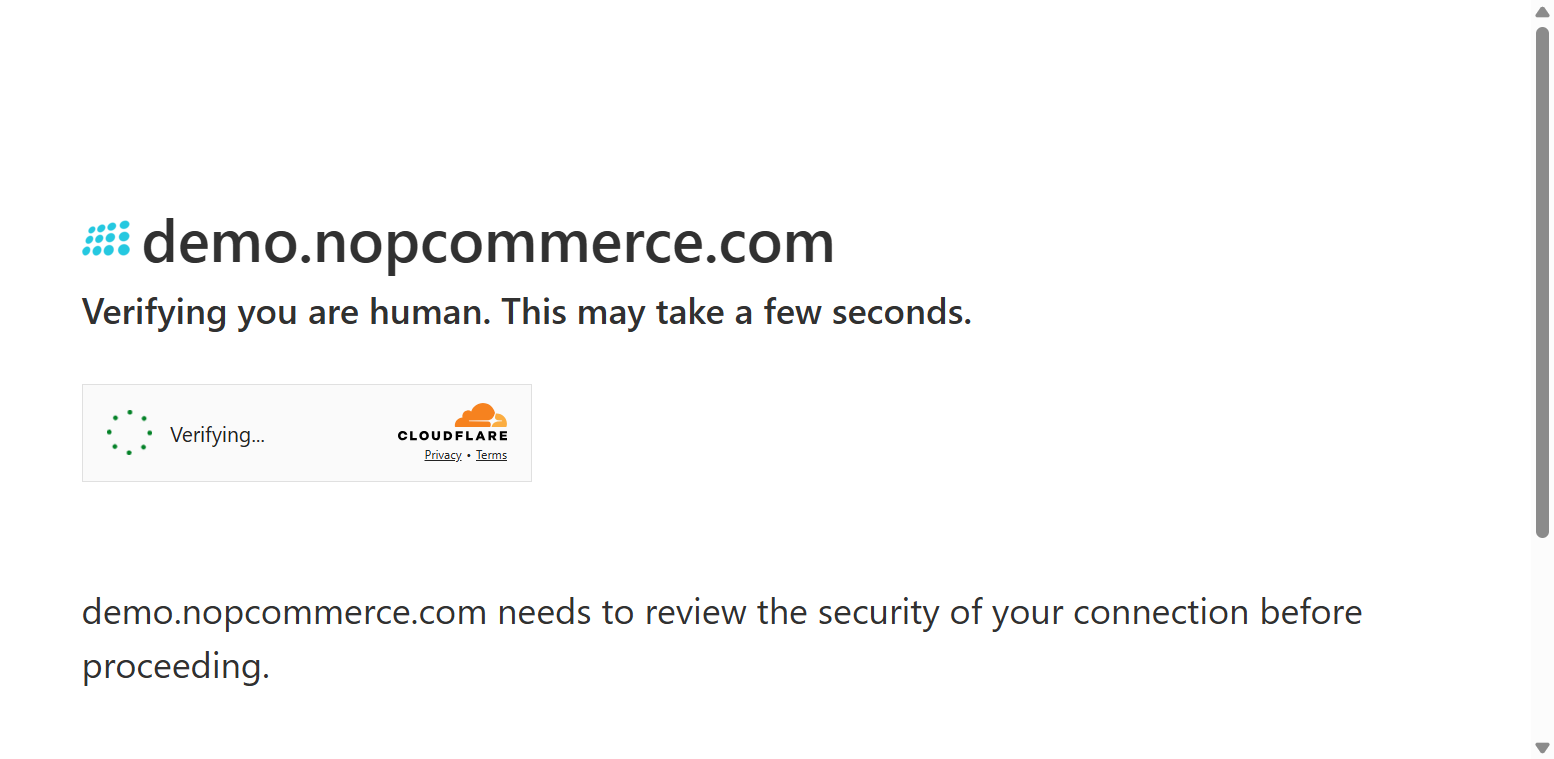 demo.nopcommerce.com
Verifying you are human. This may take a few seconds.
Verifying...
CLOUDFLARE
Privacy • Terms
demo.nopcommerce.com needs to review the security of your connection before
proceeding.